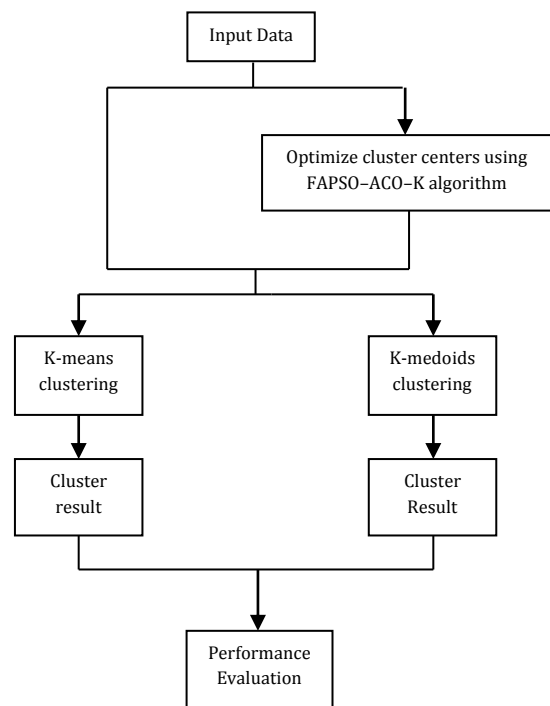 Input Data
Optimize cluster centers using
FAPSO–ACO–K algorithm
K-means
clustering
K-medoids
clustering
Cluster
result
Cluster
Result
Performance
Evaluation